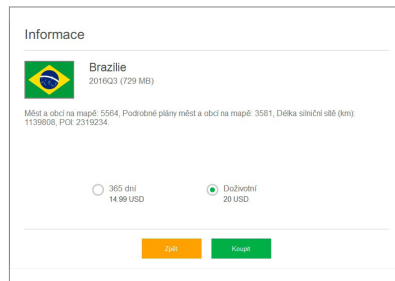 Informace
Brazílie
2016Q3 (729 MB)
Měst a obcí na mapě: 5564, Podrobné plány měst a obcí na mapě: 3581, Délka silniční sítě (km):
1139808, POI: 2319234.
365 dní
14.99 USD
Doživotní
20 USD
Zpět
Koupit